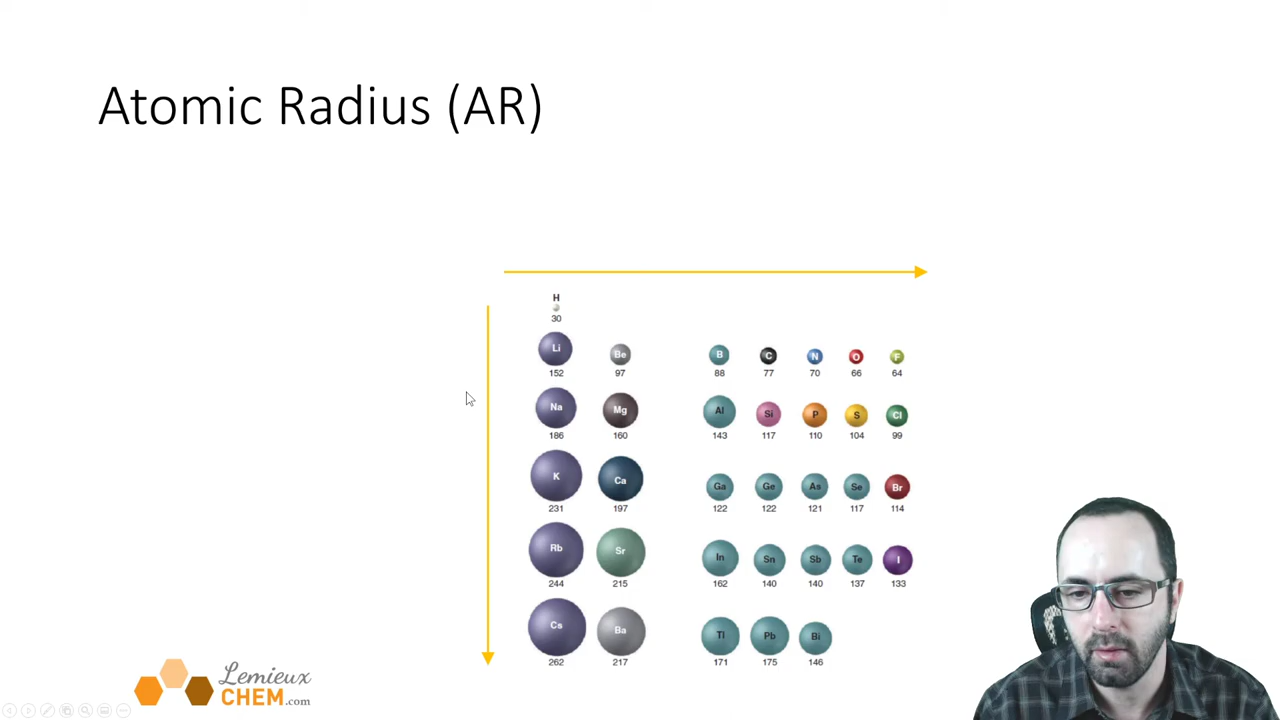 Atomic Radius (AR)
H
30
Li Be B C N O F
152 97 88 77 70 66 64
Na Mg Al Si P S Cl
186 160 143 117 110 104 99
K Ca Ga Ge As Se Br
231 197 122 122 121 117 114
Rb Sr In Sn Sb Te I
244 215 162 140 140 137 133
Cs Ba Tl Pb Bi
262 217 171 175 146
Lemieux
CHEM.com